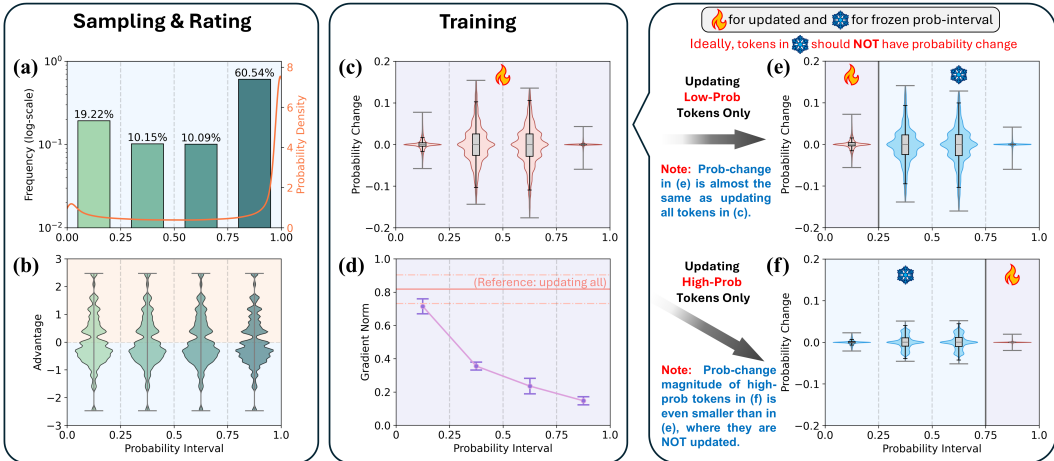 Sampling & Rating
(a)
10⁰
10⁻¹
10⁻²
Frequency (log-scale)
19.22%
10.15%
10.09%
60.54%
8
6
4
2
0
Probability Density
0.00
0.25
0.50
0.75
1.00
(b)
3
2
1
0
−1
−2
−3
Advantage
0.0
0.25
0.5
0.75
1.0
Probability Interval
Training
(c)
0.2
0.1
0.0
−0.1
−0.2
Probability Change
0.0
0.25
0.5
0.75
1.0
(d)
(Reference: updating all)
1.0
0.8
0.6
0.4
0.2
0.0
Gradient Norm
0
0.25
0.5
0.75
1.0
Probability Interval
for updated and for frozen prob-interval
Ideally, tokens in should NOT have probability change
Updating
Low-Prob
Tokens Only
Note: Prob-change
in (e) is almost the
same as updating
all tokens in (c).
(e)
0.2
0.1
0.0
−0.1
−0.2
Probability Change
0.0
0.25
0.5
0.75
1.0
Updating
High-Prob
Tokens Only
Note: Prob-change
magnitude of high-
prob tokens in (f) is
even smaller than in
(e), where they are
NOT updated.
(f)
0.2
0.1
0.0
−0.1
−0.2
Probability Change
0.0
0.25
0.5
0.75
1.0
Probability Interval